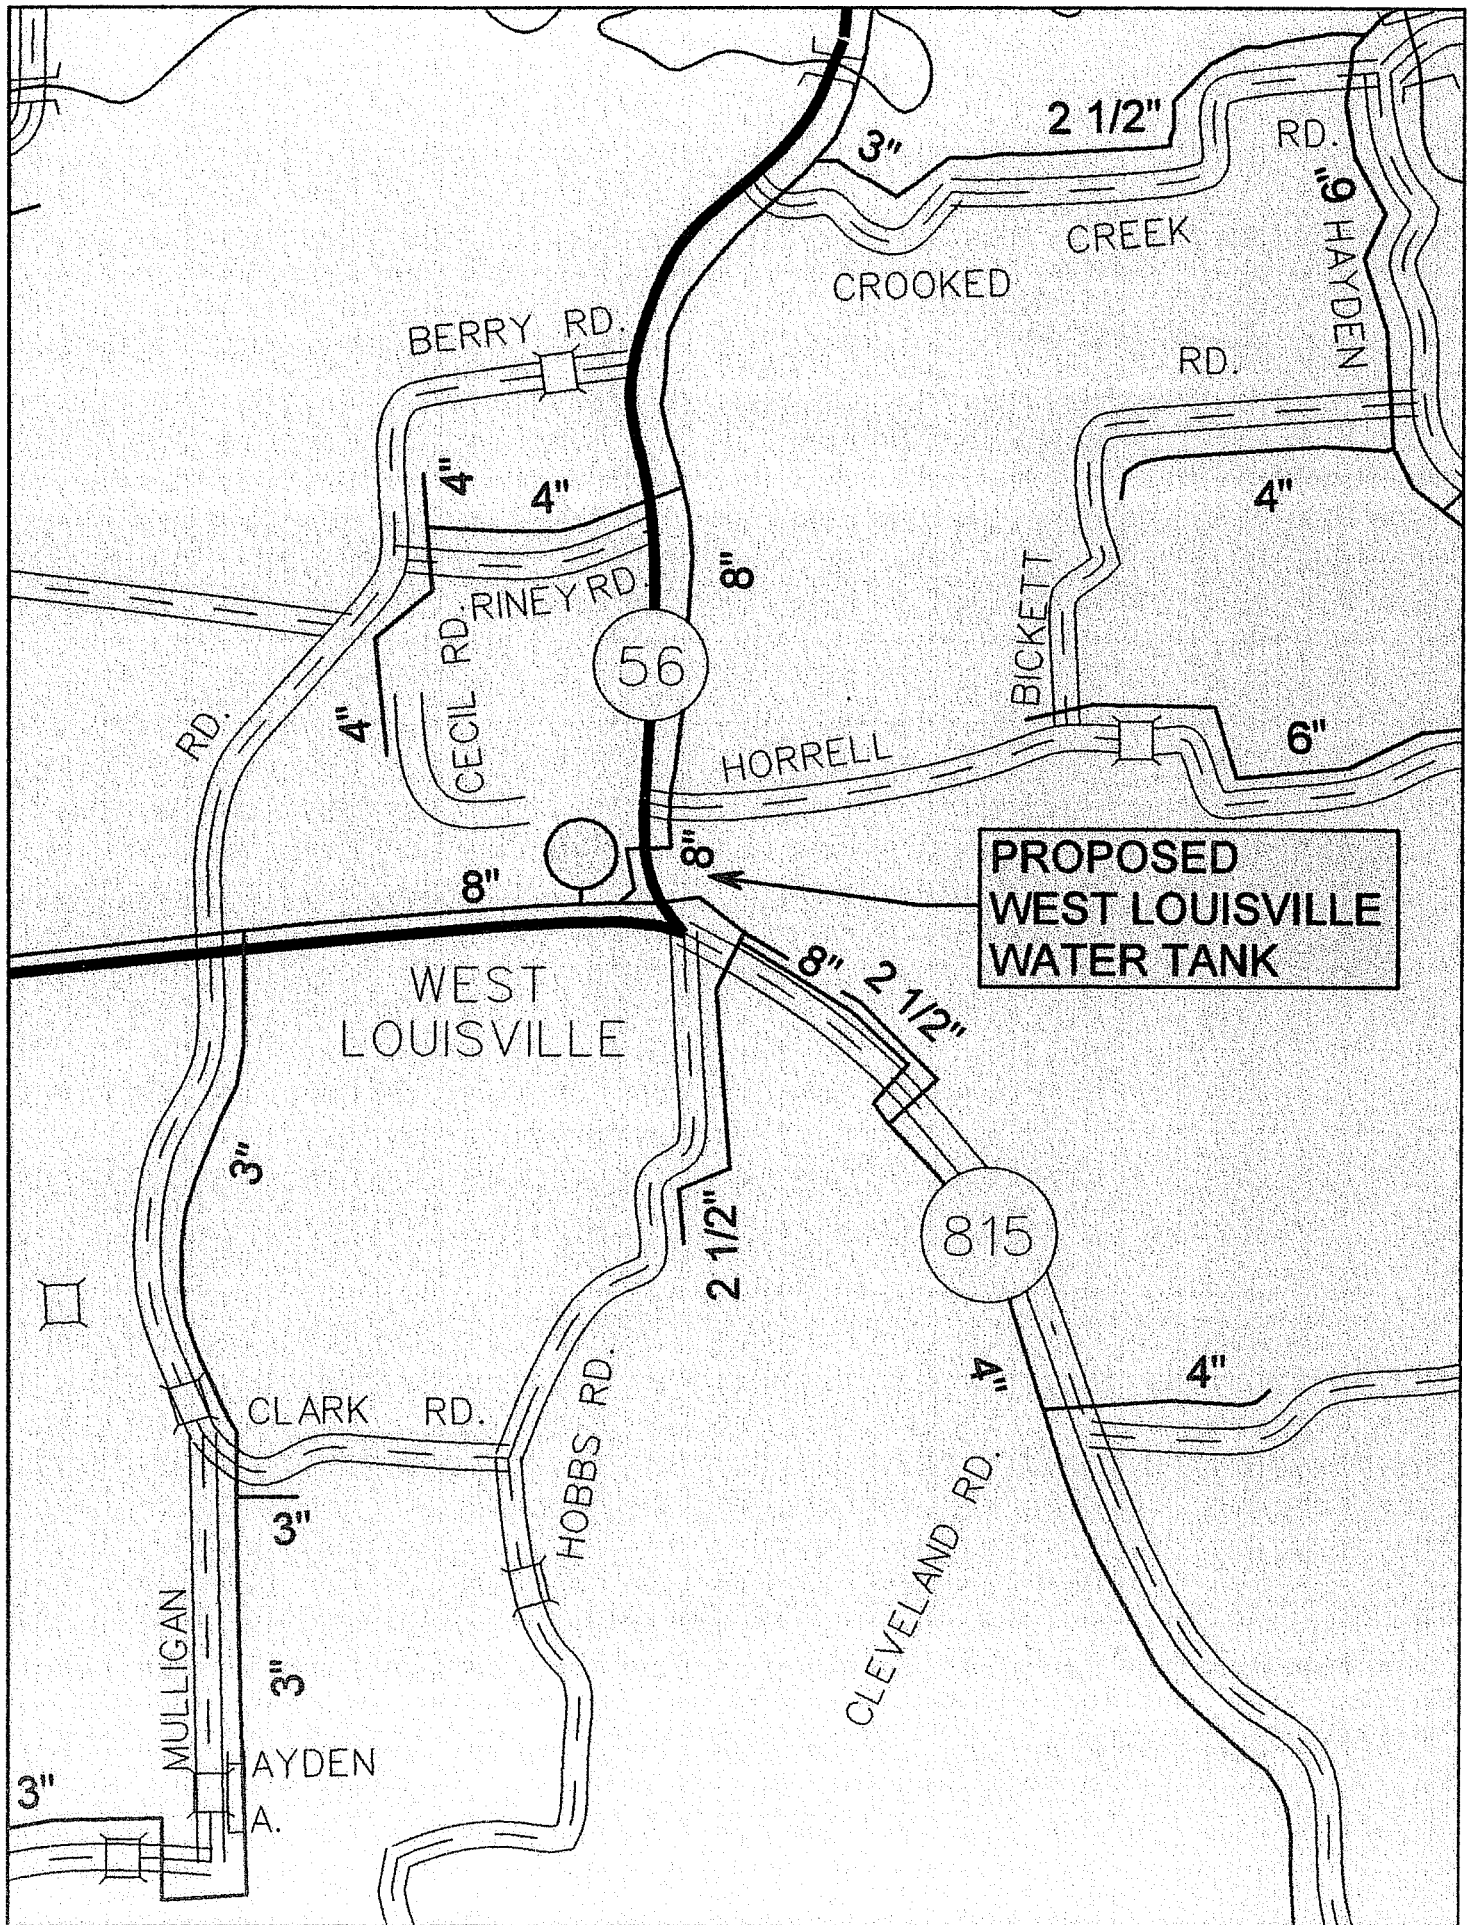 2 1/2"
3"
RD.
6"
HAYDEN
CREEK
CROOKED
BERRY RD.
RD.
4"
4"
4"
8"
RINEY RD.
BICKETT
CECIL RD.
56
4"
RD.
6"
HORRELL
8"
8"
PROPOSED
WEST LOUISVILLE
WATER TANK
WEST
LOUISVILLE
8"
2 1/2"
3"
2 1/2"
815
4"
4"
CLARK RD.
HOBBS RD.
CLEVELAND RD.
3"
MULLIGAN
3"
AYDEN
3"
A.